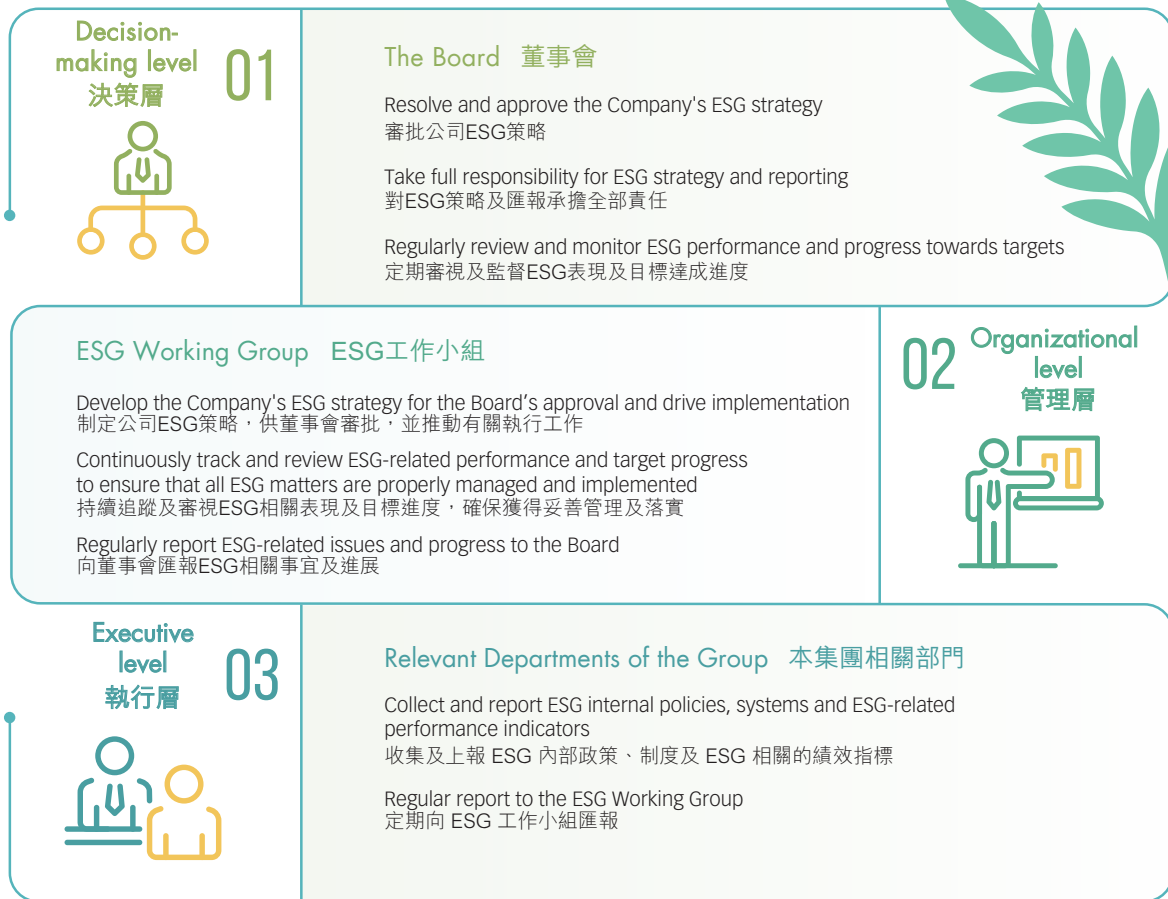 Decision-
making level
決策層
01
The Board 董事會
Resolve and approve the Company's ESG strategy
審批公司ESG策略
Take full responsibility for ESG strategy and reporting
對ESG策略及匯報承擔全部責任
Regularly review and monitor ESG performance and progress towards targets
定期審視及監督ESG表現及目標達成進度
ESG Working Group ESG工作小組
Develop the Company's ESG strategy for the Board’s approval and drive implementation
制定公司ESG策略，供董事會審批，並推動有關執行工作
Continuously track and review ESG-related performance and target progress
to ensure that all ESG matters are properly managed and implemented
持續追蹤及審視ESG相關表現及目標進度，確保獲得妥善管理及落實
Regularly report ESG-related issues and progress to the Board
向董事會匯報ESG相關事宜及進展
02
Organizational
level
管理層
Executive
level
執行層
03
Relevant Departments of the Group 本集團相關部門
Collect and report ESG internal policies, systems and ESG-related
performance indicators
收集及上報 ESG 內部政策、制度及 ESG 相關的績效指標
Regular report to the ESG Working Group
定期向 ESG 工作小組匯報